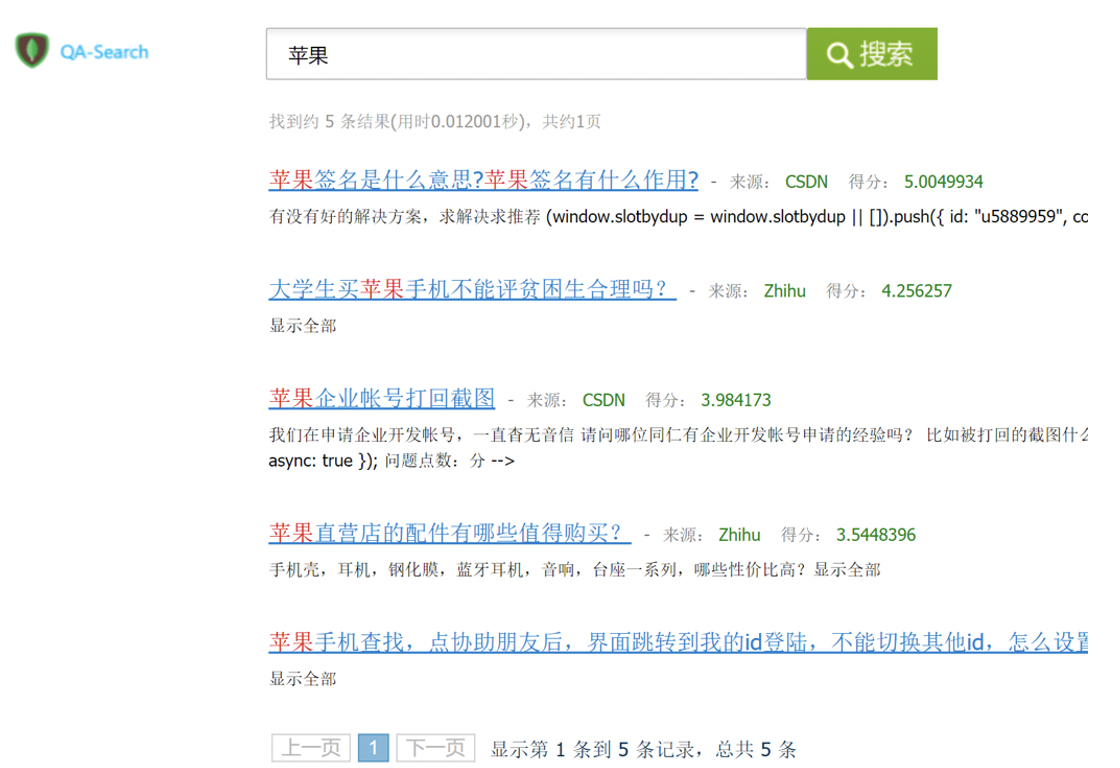 QA-Search
苹果
搜索
找到约 5 条结果(用时0.012001秒)，共约1页
苹果签名是什么意思?苹果签名有什么作用? - 来源： CSDN 得分： 5.0049934
有没有好的解决方案，求解决求推荐 (window.slotbydup = window.slotbydup || []).push({ id: "u5889959", co
大学生买苹果手机不能评贫困生合理吗？ - 来源： Zhihu 得分： 4.256257
显示全部
苹果企业帐号打回截图 - 来源： CSDN 得分： 3.984173
我们在申请企业开发帐号，一直杳无音信 请问哪位同仁有企业开发帐号申请的经验吗？ 比如被打回的截图什么
async: true }); 问题点数：分 -->
苹果直营店的配件有哪些值得购买？ - 来源： Zhihu 得分： 3.5448396
手机壳，耳机，钢化膜，蓝牙耳机，音响，台座一系列，哪些性价比高？显示全部
苹果手机查找，点协助朋友后，界面跳转到我的id登陆，不能切换其他id，怎么设置
显示全部
上一页 1 下一页 显示第 1 条到 5 条记录，总共 5 条